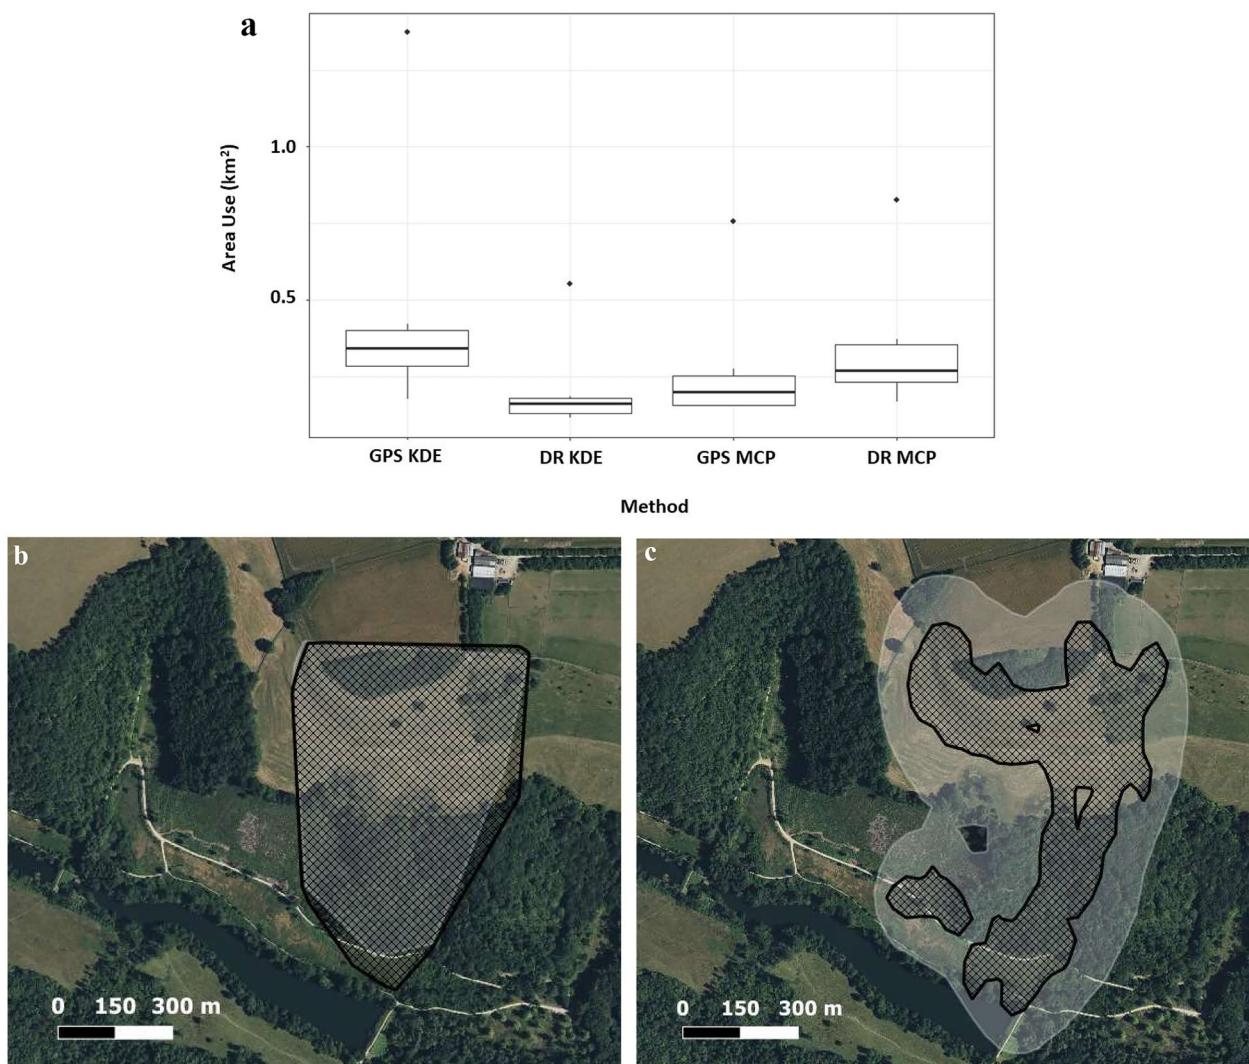 a
1.0
Area Use (km²)
0.5
GPS KDE DR KDE GPS MCP DR MCP
Method
b
c
0 150 300 m
0 150 300 m